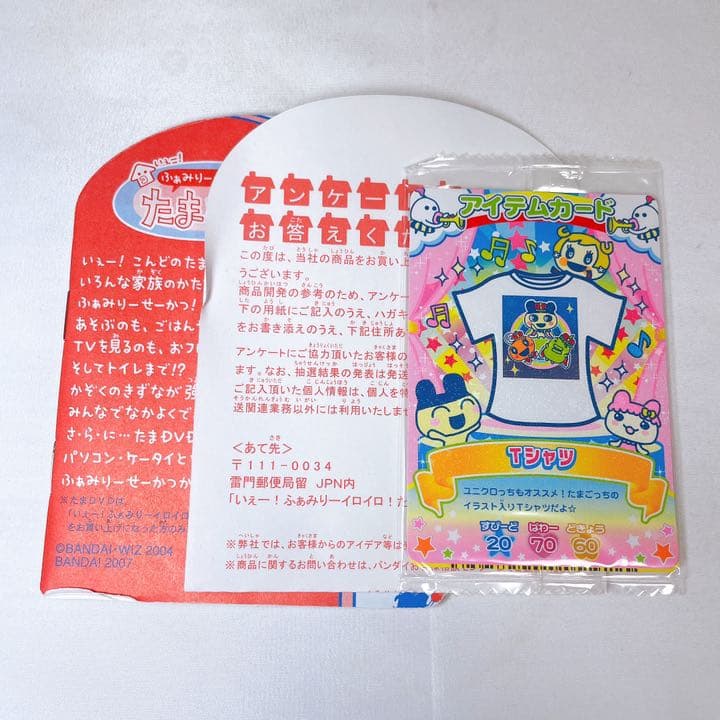 いぇー!
ふぁみりー
たま
いぇー!こんどのたま
いろんな家族のかた
ふぁみりーせーかつ!
あそぶのも、ごはん
TVを見るのも、おフ
そしてトイレまで!?
かぞくのきずなが強
みんなでなかよくて
さ・ら・に…たまDVD
パソコン・ケータイと
ふぁみりーせーかつか
※たまDVDは、
「いぇー!ふぁみりーイロイロ
をお買い上げになった方のみ
©BANDAI・WIZ 2004
BANDAI 2007
アンケー
お答えくだ
この度は、当社の商品をお買い上
うございます。
商品開発の参考のため、アンケー
下の用紙にご記入のうえ、ハガキ
をお書き添えのうえ、下記住所あ
アンケートにご協力頂いたお客様の
ます。なお、抽選結果の発表は発送
ご記入頂いた個人情報は、個人を特
送関連業務以外には利用いたしませ
<あて先>
〒111-0034
雷門郵便局留 JPN内
「いぇー!ふぁみりーイロイロ!た
※弊社では、お客様からのアイデア等は
※商品に関するお問い合わせは、バンダイお
アイテムカード
Tシャツ
ユニクロっちもオススメ!たまごっちの
イラスト入りTシャツだよ☆
すぴーど ぱわー どきょう
20 70 60